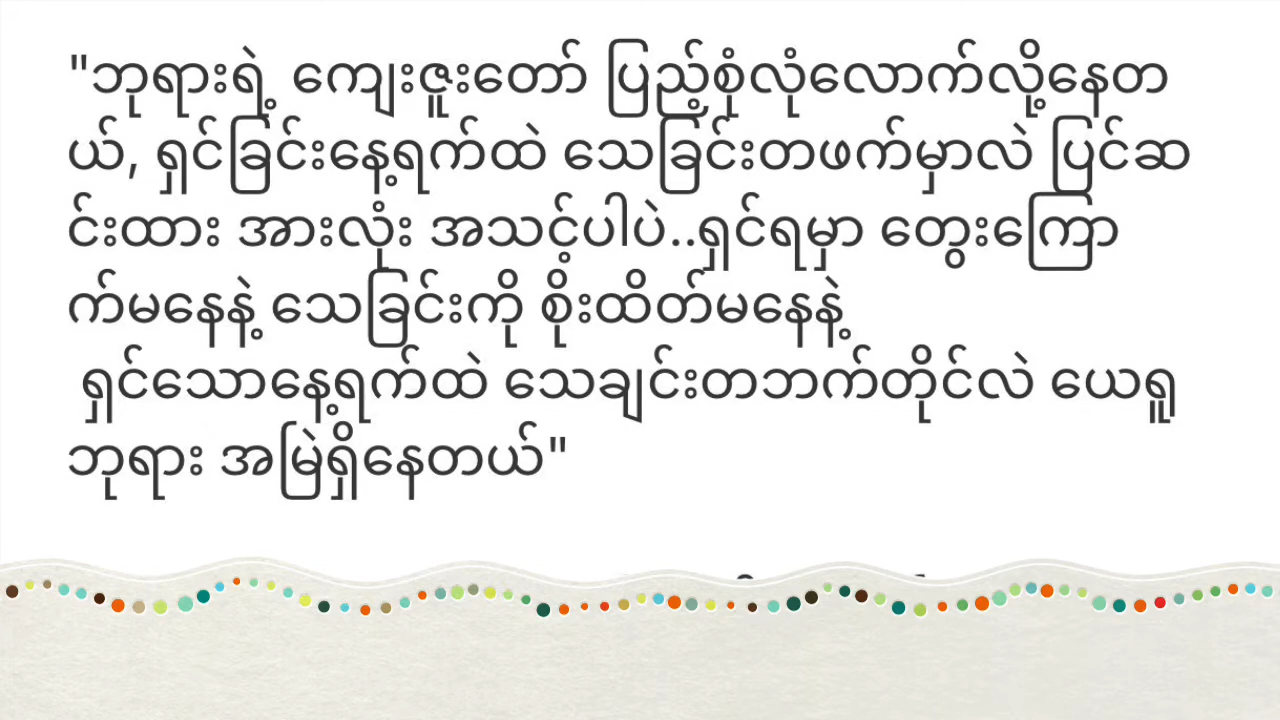 "ဘုရားရဲ့ ကျေးဇူးတော် ပြည့်စုံလုံလောက်လို့နေတ
ယ်, ရှင်ခြင်းနေ့ရက်ထဲ သေခြင်းတဖက်မှာလဲ ပြင်ဆ
င်းထား အားလုံး အသင့်ပါပဲ..ရှင်ရမှာ တွေးကြော
က်မနေနဲ့ သေခြင်းကို စိုးထိတ်မနေနဲ့
ရှင်သောနေ့ရက်ထဲ သေချင်းတဘက်တိုင်လဲ ယေရှူ
ဘုရား အမြဲရှိနေတယ်"